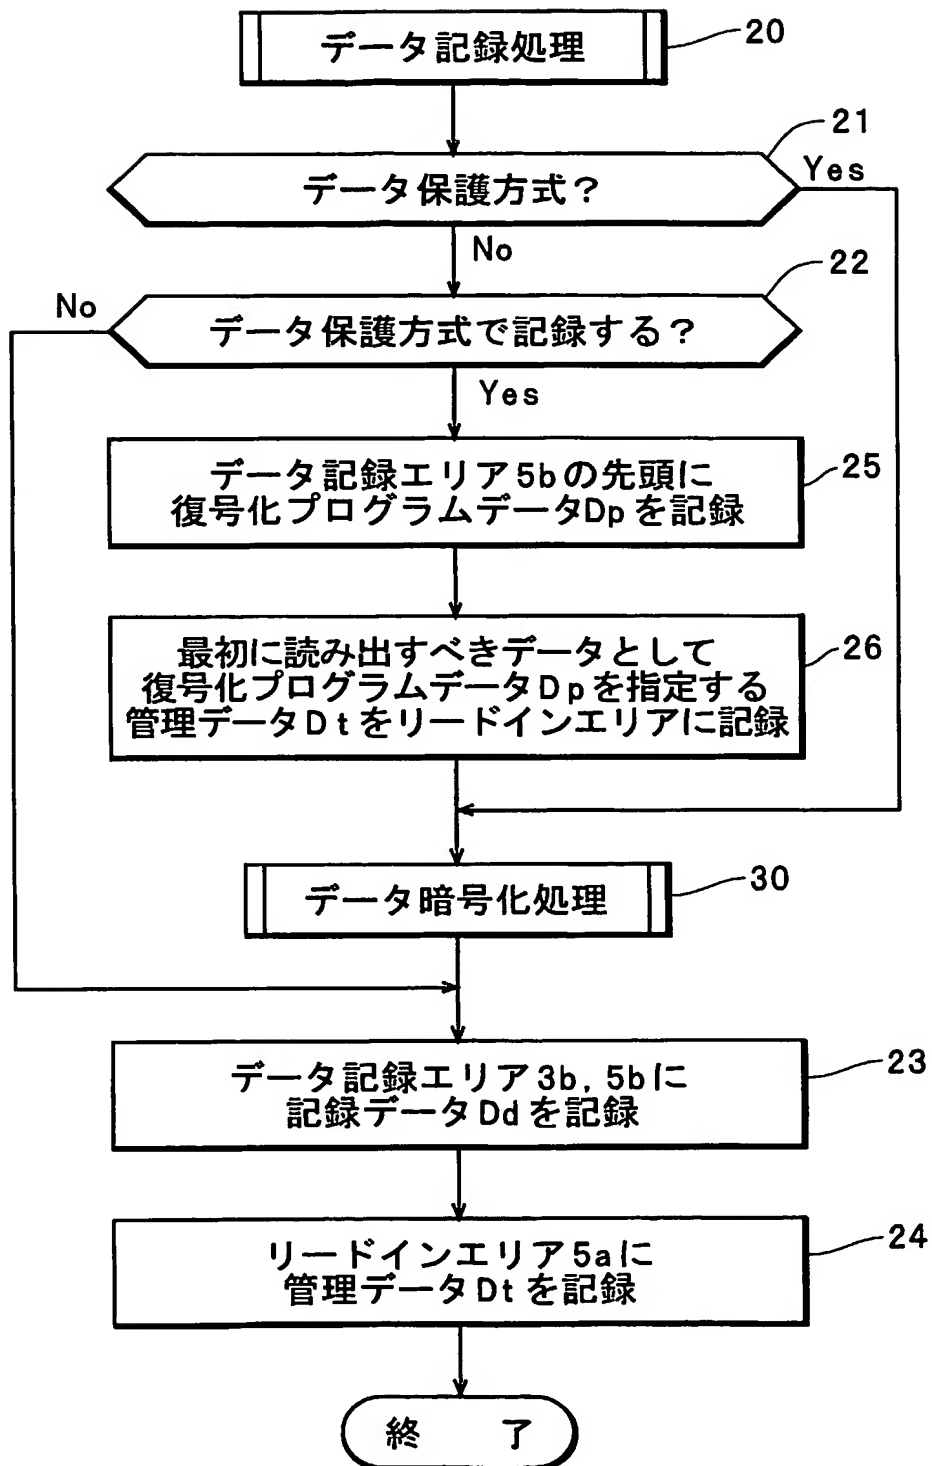 データ記録処理
20
21
データ保護方式?
Yes
No
22
No
データ保護方式で記録する?
Yes
データ記録エリア5bの先頭に
復号化プログラムデータDpを記録
25
最初に読み出すべきデータとして
復号化プログラムデータDpを指定する
管理データDtをリードインエリアに記録
26
データ暗号化処理
30
データ記録エリア3b, 5bに
記録データDdを記録
23
リードインエリア5aに
管理データDtを記録
24
終 了